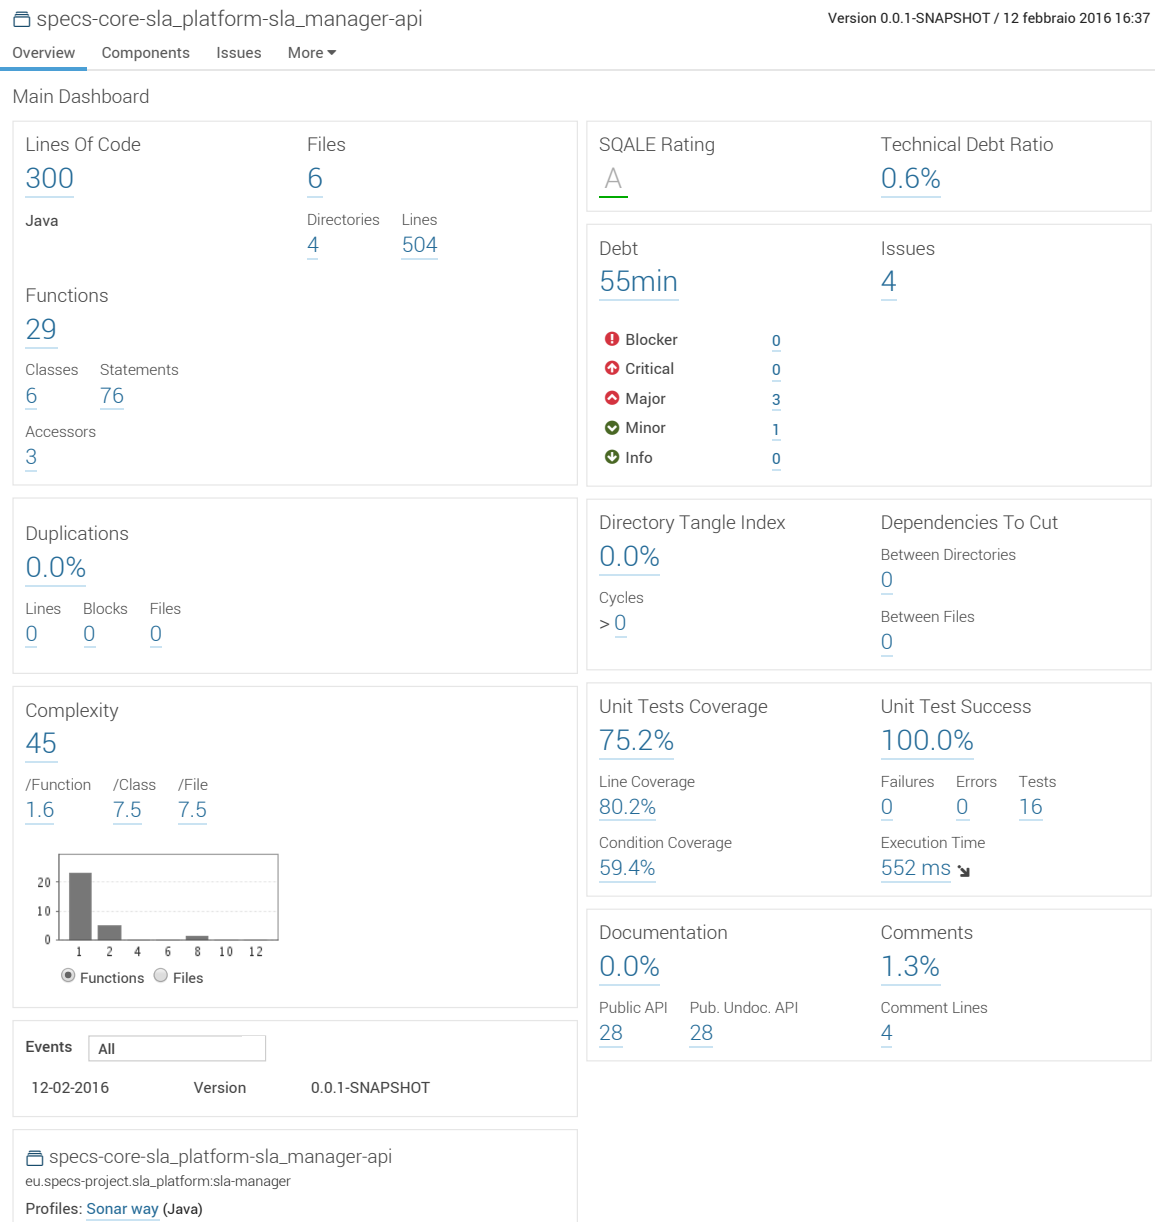 specs-core-sla_platform-sla_manager-api
Version 0.0.1-SNAPSHOT / 12 febbraio 2016 16:37
Overview Components Issues More
Main Dashboard
Lines Of Code Files
300 6
Java
Directories Lines
4 504
Functions
29
Classes Statements
6 76
Accessors
3
SQALE Rating Technical Debt Ratio
A 0.6%
Debt Issues
55min 4
Blocker 0
Critical 0
Major 3
Minor 1
Info 0
Duplications
0.0%
Lines Blocks Files
0 0 0
Directory Tangle Index Dependencies To Cut
0.0%
Between Directories
0
Cycles
> 0
Between Files
0
Complexity
45
/Function /Class /File
1.6 7.5 7.5
20
10
0
1 2 4 6 8 10 12
Functions Files
Unit Tests Coverage Unit Test Success
75.2% 100.0%
Line Coverage Failures Errors Tests
80.2% 0 0 16
Condition Coverage Execution Time
59.4% 552 ms
Documentation Comments
0.0% 1.3%
Public API Pub. Undoc. API Comment Lines
28 28 4
Events All
12-02-2016 Version 0.0.1-SNAPSHOT
specs-core-sla_platform-sla_manager-api
eu.specs-project.sla_platform:sla-manager
Profiles: Sonar way (Java)